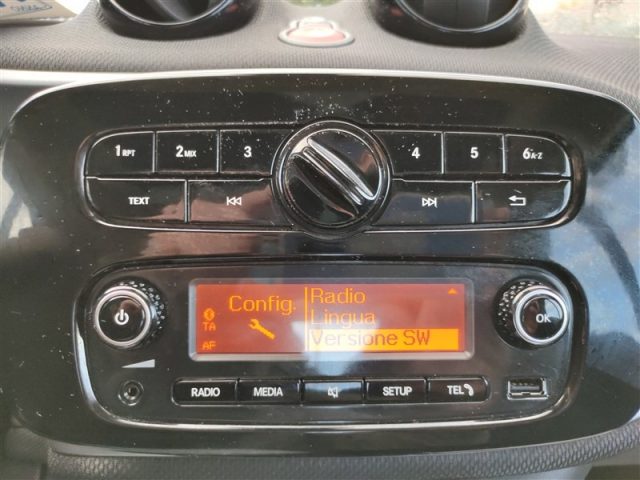 1 RPT 2 MIX 3 4 5 6 A-Z
TEXT
Config. Radio
Lingua
TA Versione SW
AF
OK
RADIO MEDIA SETUP TEL